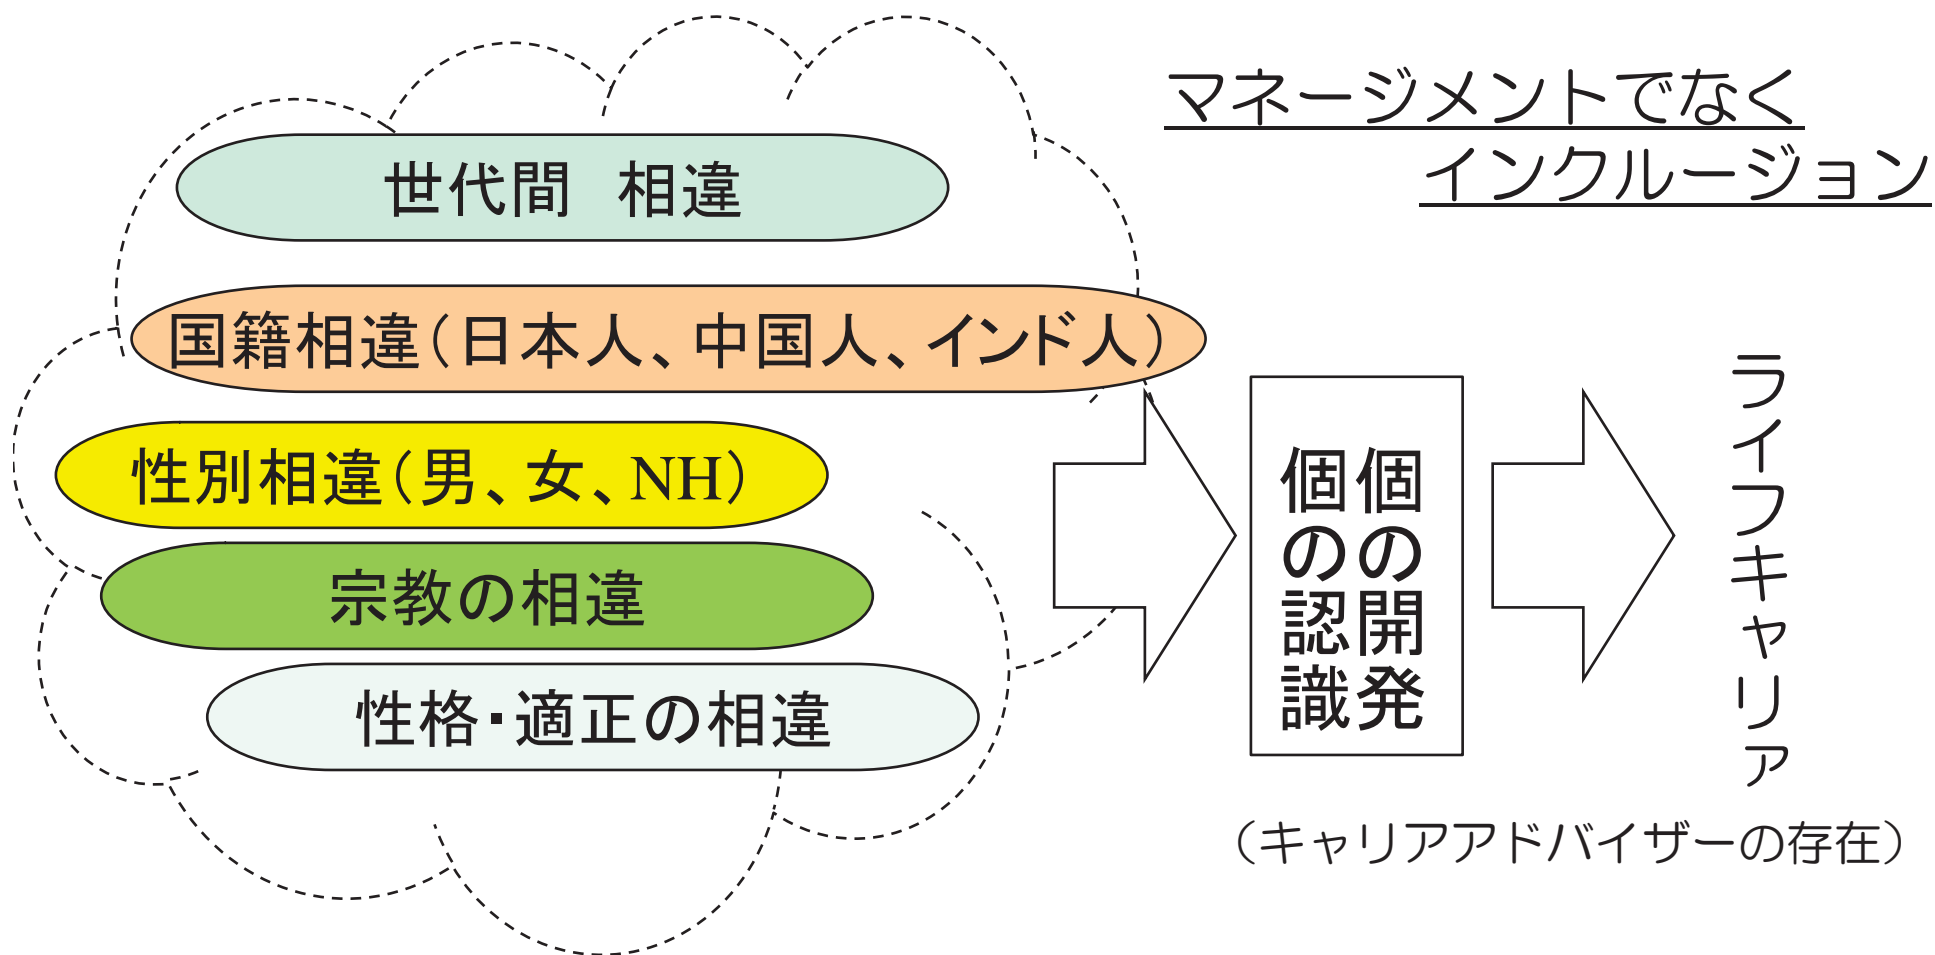 マネージメントでなく
インクルージョン
世代間　相違
国籍相違（日本人、中国人、インド人）
性別相違（男、女、NH）
宗教の相違
性格・適正の相違
個の開発
個の認識
ライフキャリア
（キャリアアドバイザーの存在）